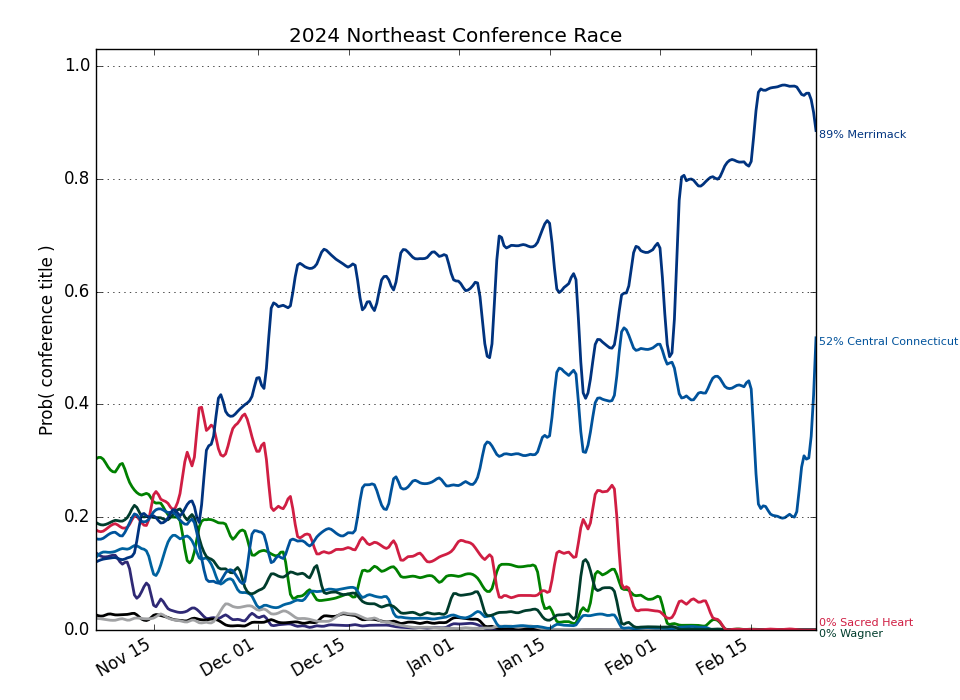 2024 Northeast Conference Race
1.0
0.8
0.6
0.4
0.2
0.0
Prob( conference title )
89% Merrimack
52% Central Connecticut
0% Sacred Heart
0% Wagner
Nov 15
Dec 01
Dec 15
Jan 01
Jan 15
Feb 01
Feb 15